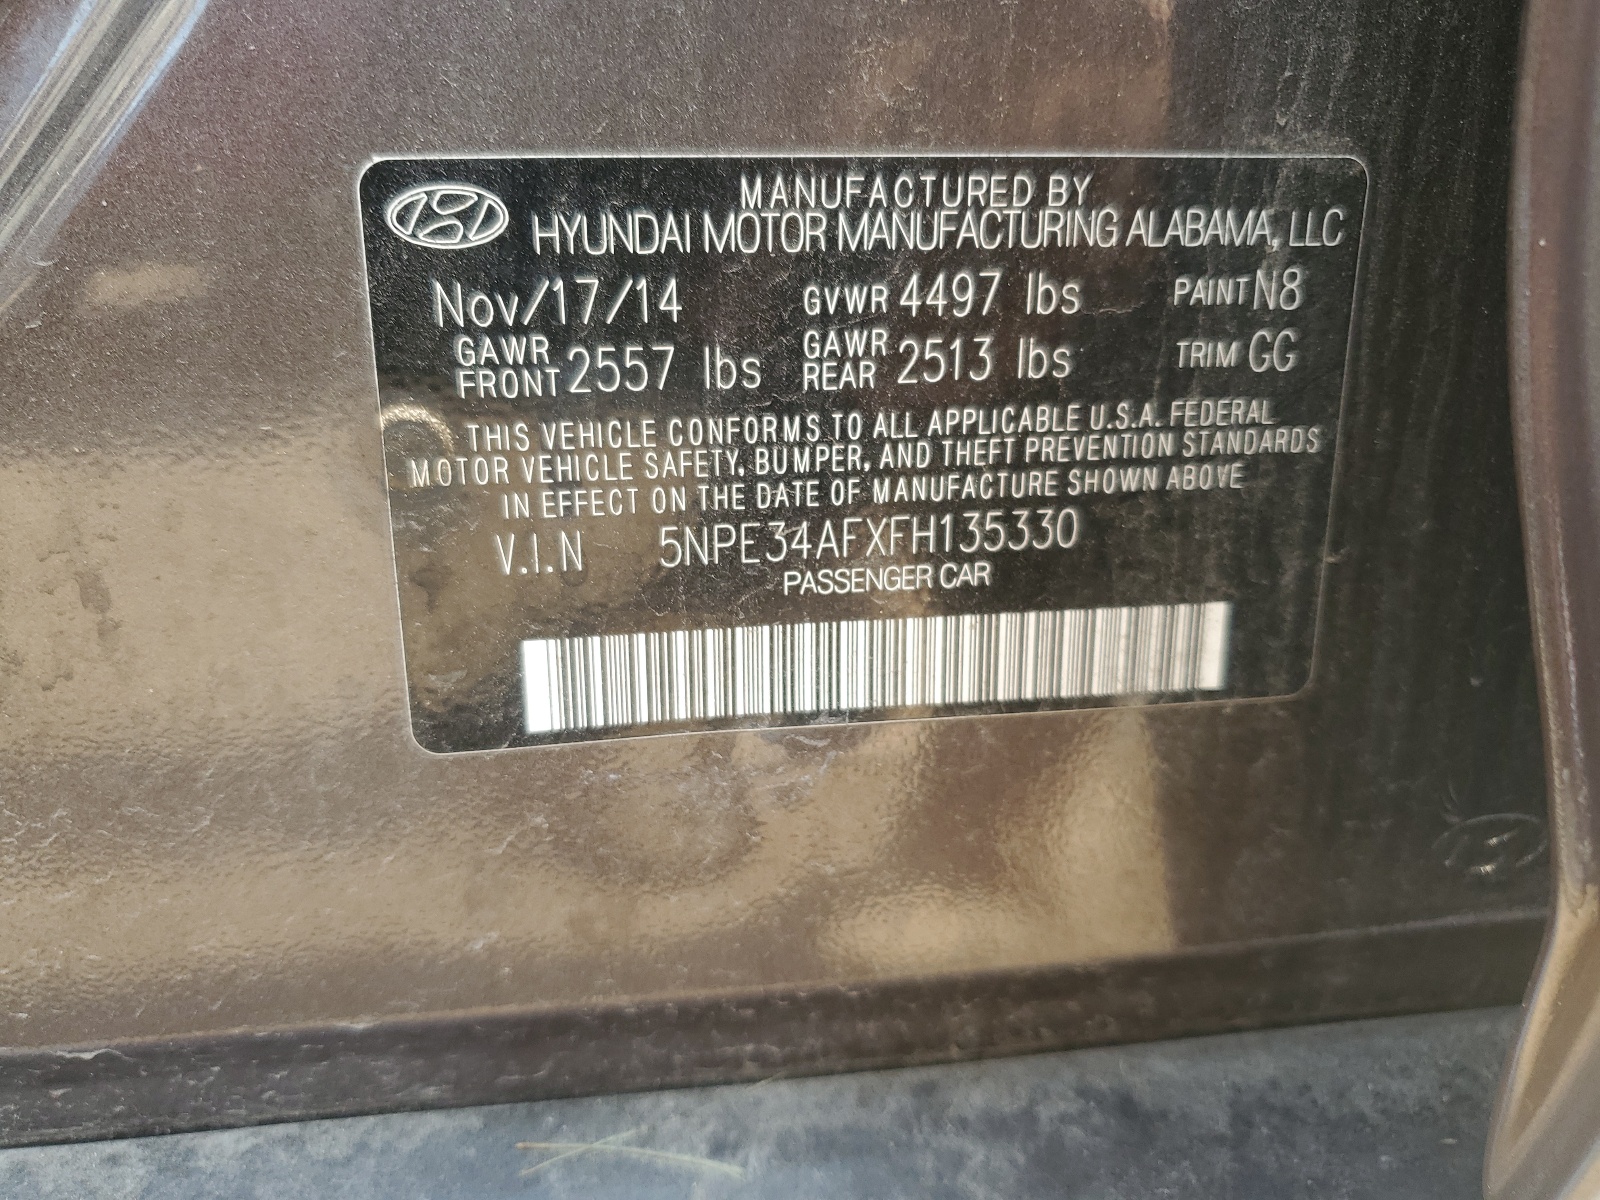 MANUFACTURED BY
HYUNDAI MOTOR MANUFACTURING ALABAMA, LLC
Nov/17/14 GVWR 4497 lbs PAINT N8
GAWR FRONT 2557 lbs GAWR REAR 2513 lbs TRIM GG
THIS VEHICLE CONFORMS TO ALL APPLICABLE U.S.A. FEDERAL
MOTOR VEHICLE SAFETY, BUMPER, AND THEFT PREVENTION STANDARDS
IN EFFECT ON THE DATE OF MANUFACTURE SHOWN ABOVE
V.I.N 5NPE34AFXFH135330
PASSENGER CAR